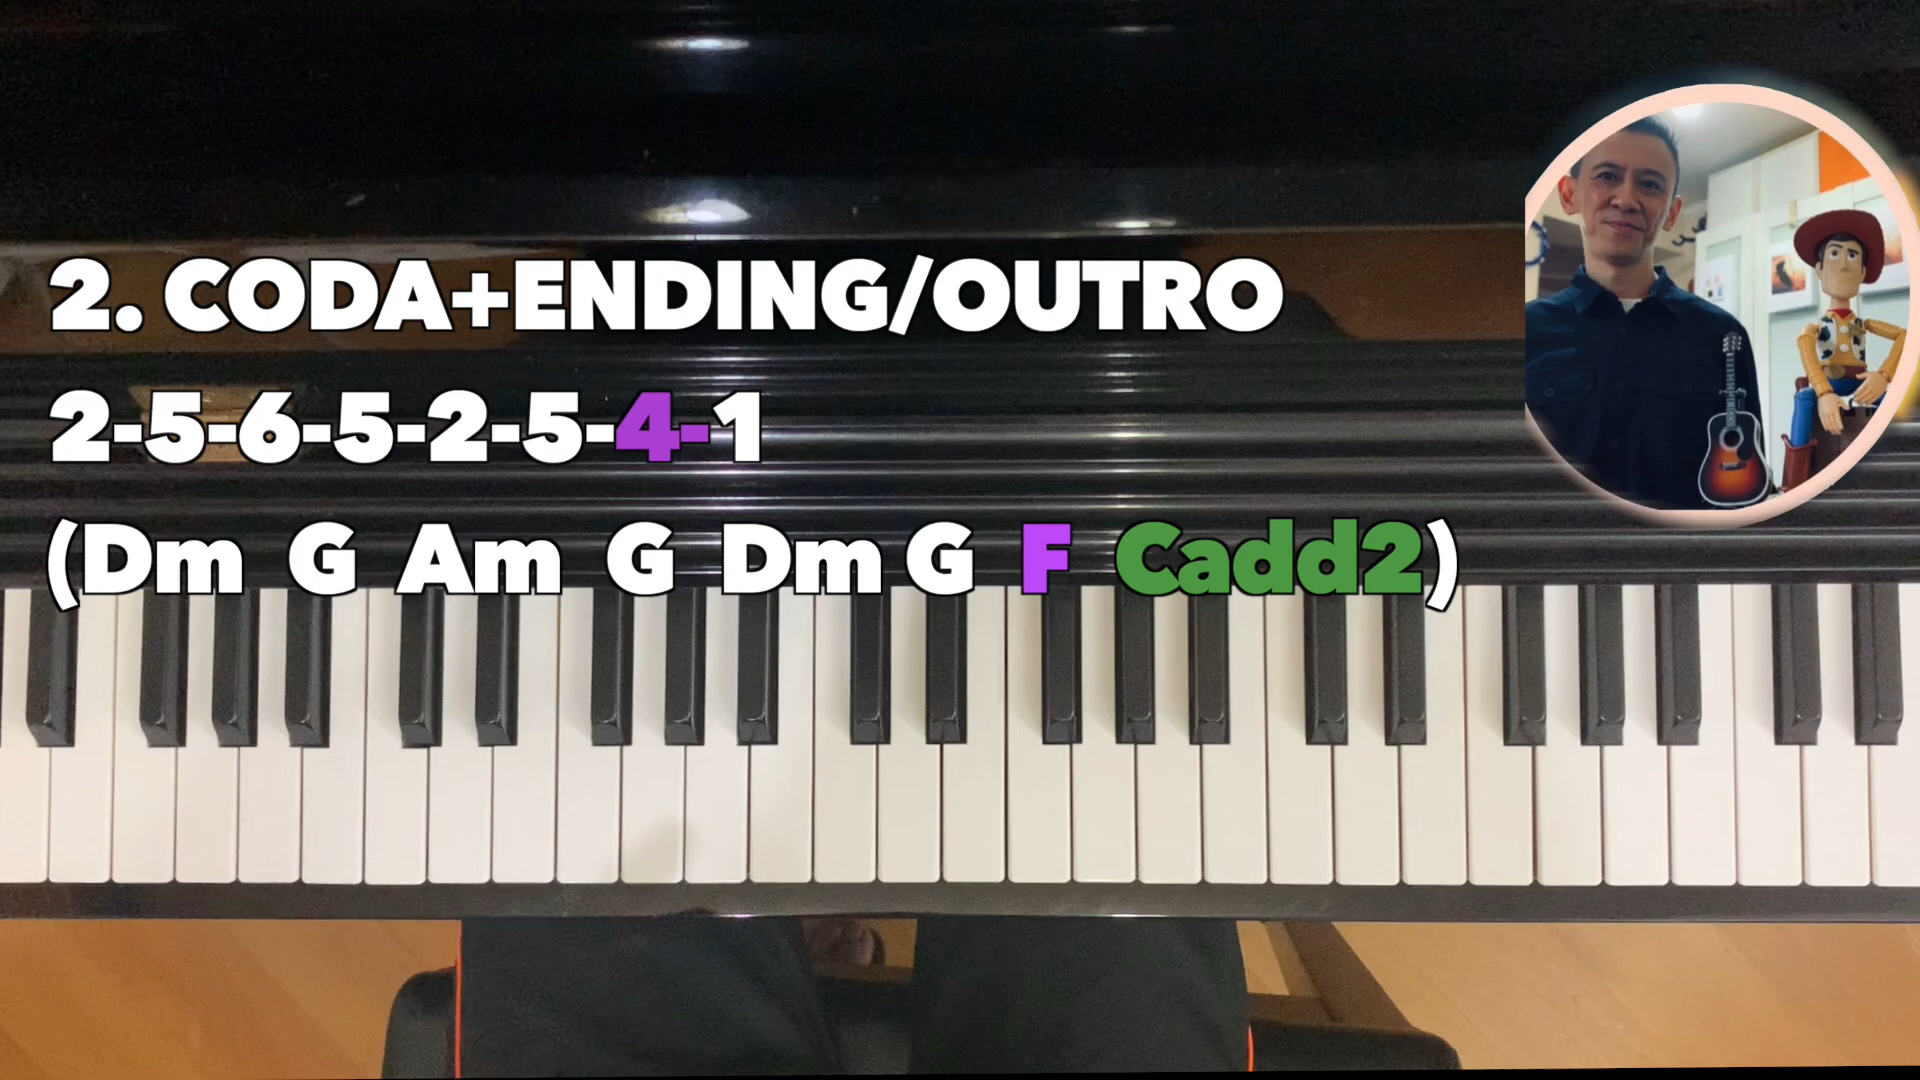 2. CODA+ENDING/OUTRO
2-5-6-5-2-5-4-1
(Dm G Am G Dm G F Cadd2)